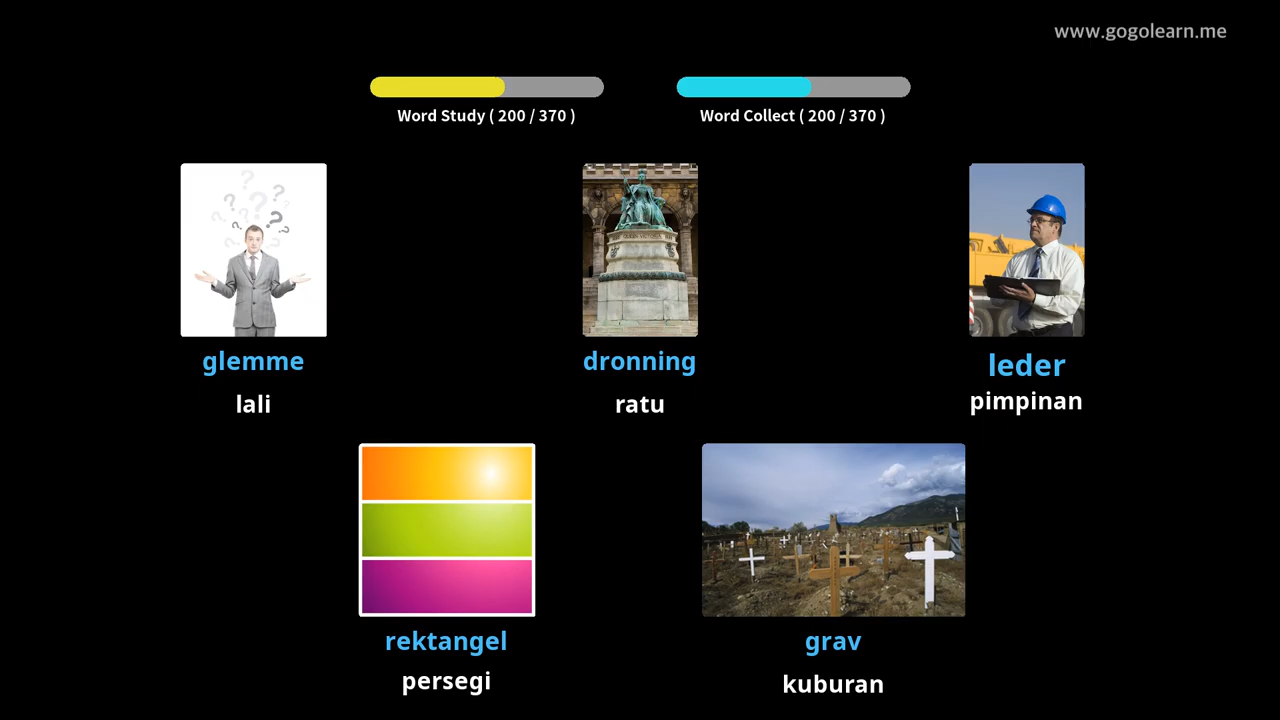 www.gogolearn.me
Word Study ( 200 / 370 )
Word Collect ( 200 / 370 )
glemme
lali
dronning
ratu
leder
pimpinan
rektangel
persegi
grav
kuburan